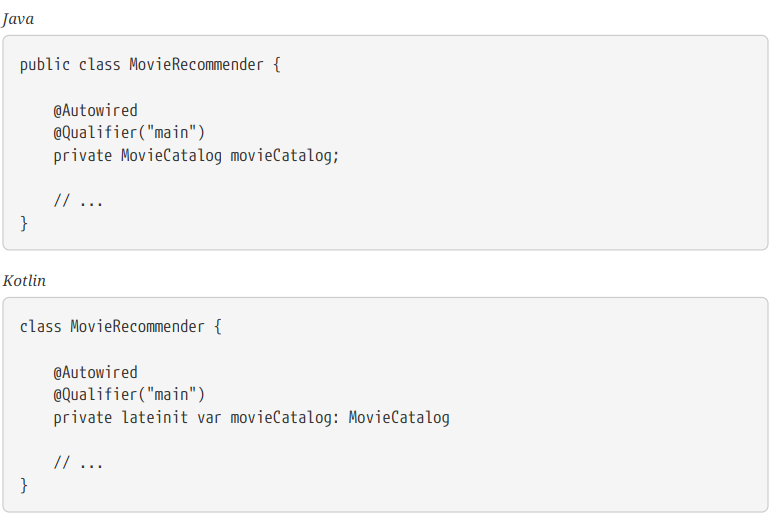 Java
public class MovieRecommender {
@Autowired
@Qualifier("main")
private MovieCatalog movieCatalog;
// ...
}
Kotlin
class MovieRecommender {
@Autowired
@Qualifier("main")
private lateinit var movieCatalog: MovieCatalog
// ...
}